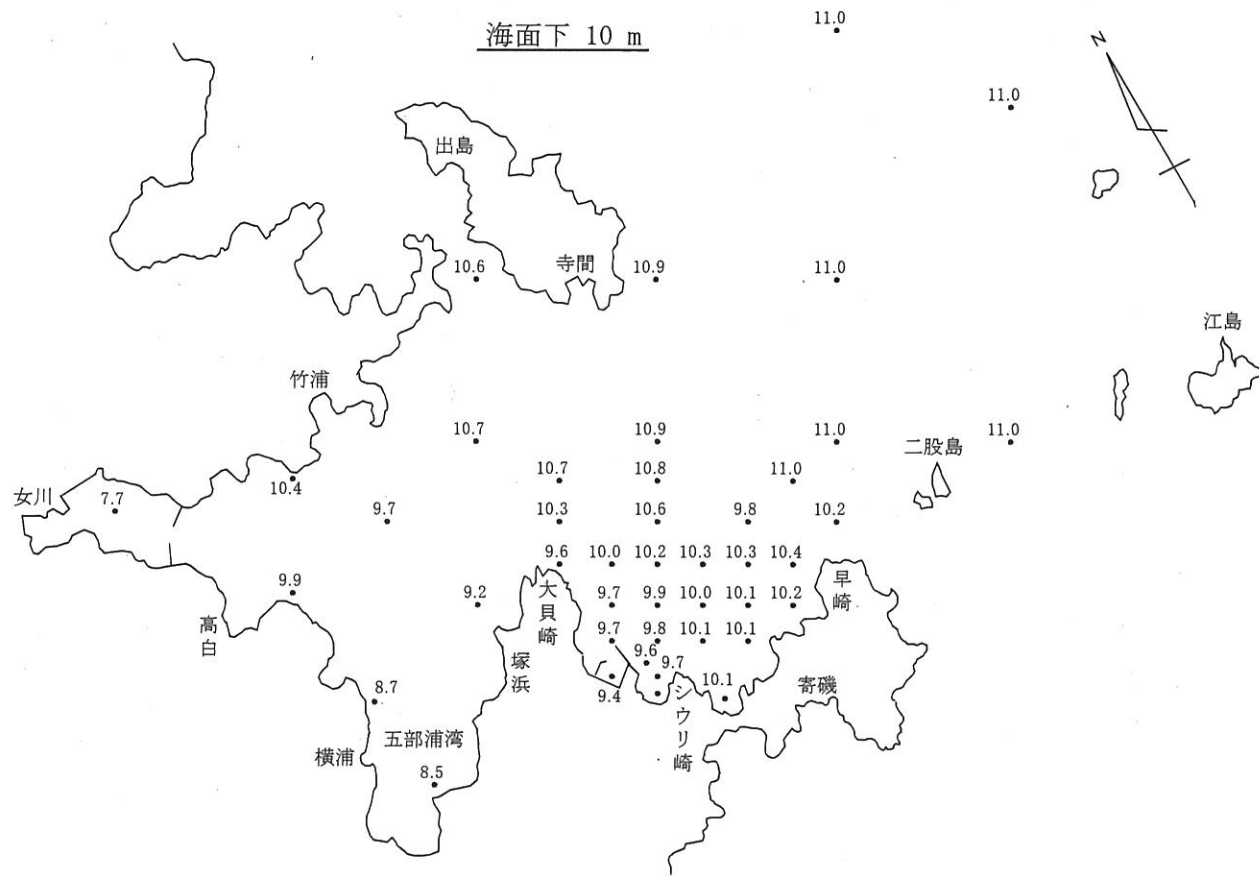 海面下 10 m
11.0
N
11.0
出島
10.6
寺間
10.9
11.0
江島
竹浦
10.7
10.9
11.0
二股島
11.0
10.7
10.8
11.0
女川
7.7
10.4
9.7
10.3
10.6
9.8
10.2
9.6
10.0
10.2
10.3
10.3
10.4
9.9
9.2
大貝崎
9.7
9.9
10.0
10.1
10.2
早崎
高白
塚浜
9.7
9.8
10.1
10.1
9.6
9.7
8.7
9.4
シウリ崎
10.1
寄磯
横浦
五部浦湾
8.5